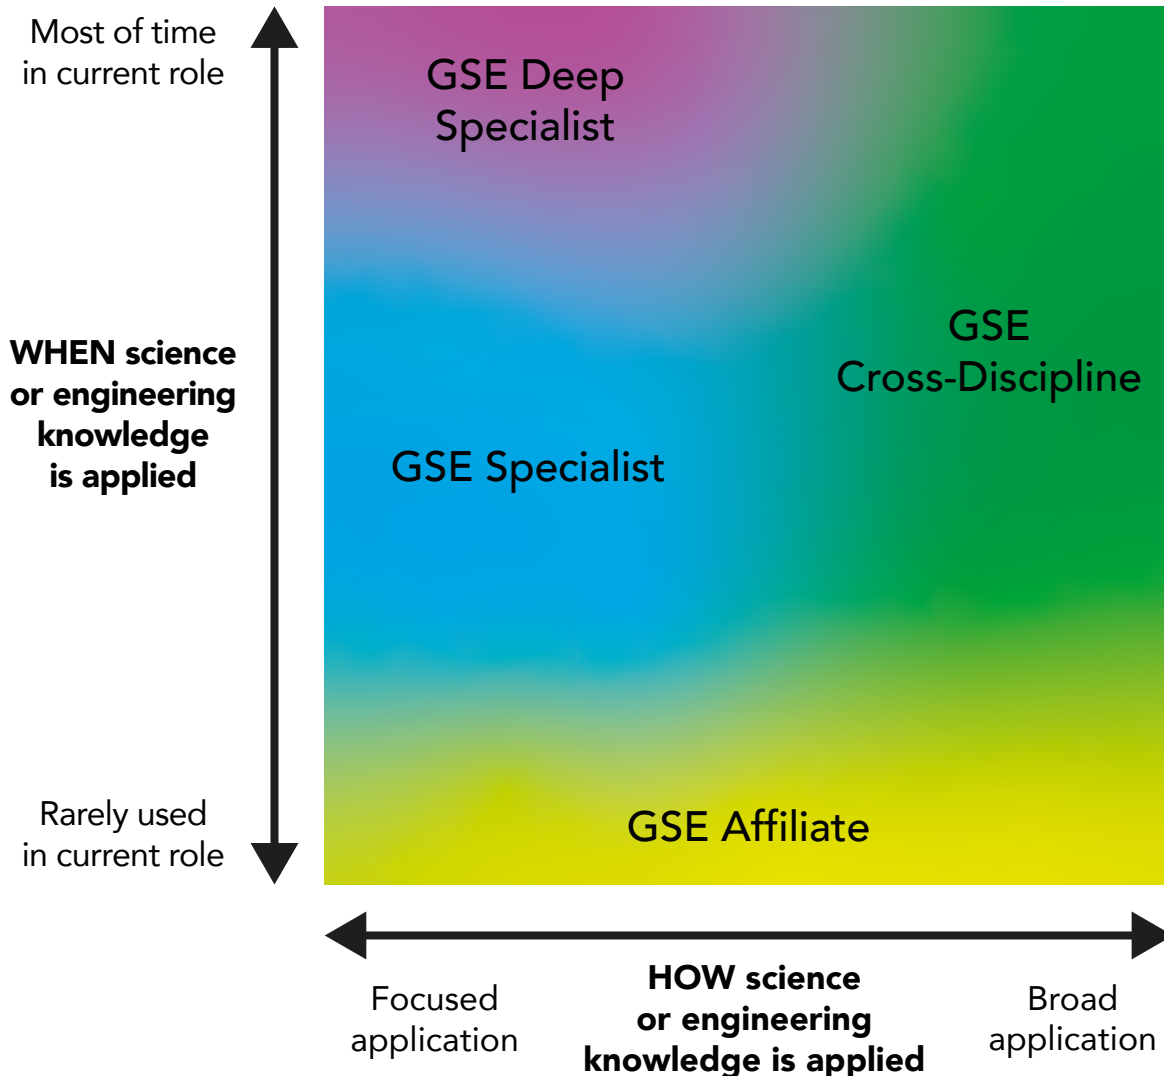 Most of time
in current role
GSE Deep
Specialist
WHEN science
or engineering
knowledge
is applied
GSE
Cross-Discipline
GSE Specialist
Rarely used
in current role
GSE Affiliate
Focused
application
HOW science
or engineering
knowledge is applied
Broad
application